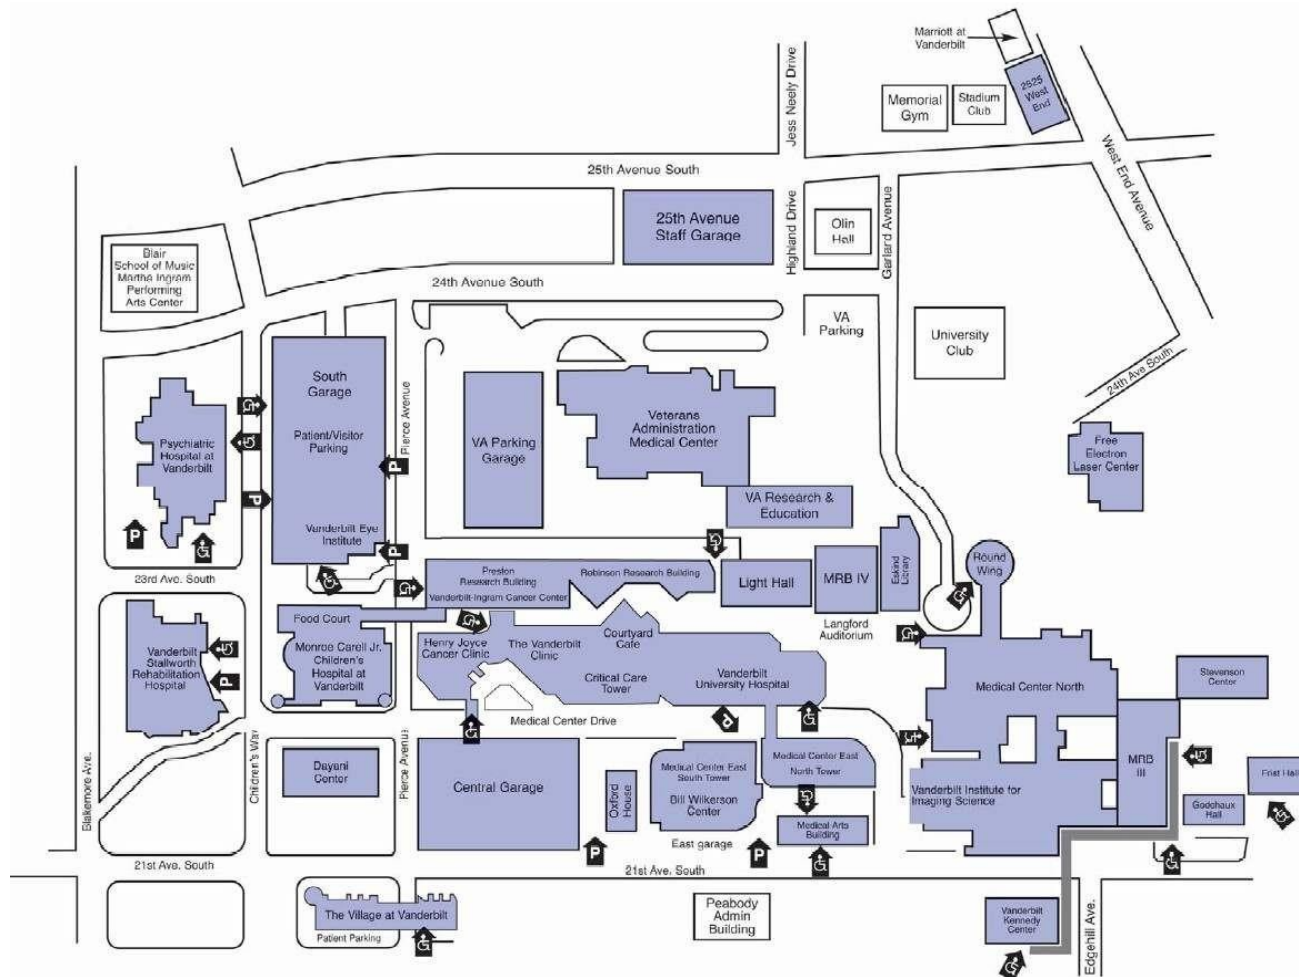 Marriott at
Vanderbilt
2525
West
End
Memorial
Gym
Stadium
Club
Jess Neely Drive
West End Avenue
25th Avenue South
25th Avenue
Staff Garage
Highland Drive
Olin
Hall
Garland Avenue
Blair
School of Music
Martha Ingram
Performing
Arts Center
24th Avenue South
VA
Parking
University
Club
24th Ave South
South
Garage
Patient/Visitor
Parking
Pierce Avenue
Vanderbilt Eye
Institute
Psychiatric
Hospital at
Vanderbilt
P
P
P
P
VA Parking
Garage
Veterans
Administration
Medical Center
VA Research &
Education
Free
Electron
Laser Center
23rd Ave. South
Preston
Research Building
Vanderbilt-Ingram Cancer Center
Robinson Research Building
Light Hall
MRB IV
Eskind
Library
Langford
Auditorium
Round
Wing
Food Court
Monroe Carell Jr.
Children's
Hospital at
Vanderbilt
Vanderbilt
Stallworth
Rehabilitation
Hospital
P
Henry Joyce
Cancer Clinic
The Vanderbilt
Clinic
Courtyard
Cafe
Critical Care
Tower
Vanderbilt
University Hospital
Medical Center North
Stevenson
Center
Medical Center Drive
P
Blakemore Ave.
Children's Way
Dayani
Center
Pierce Avenue
Central Garage
Oxford
House
Medical Center East
South Tower
Bill Wilkerson
Center
Medical Center East
North Tower
Medical Arts
Building
Vanderbilt Institute for
Imaging Science
MRB
III
Frist Hall
Godchaux
Hall
East garage
P
P
21st Ave. South
21st Ave. South
The Village at Vanderbilt
Patient Parking
Peabody
Admin
Building
Vanderbilt
Kennedy
Center
Edgehill Ave.